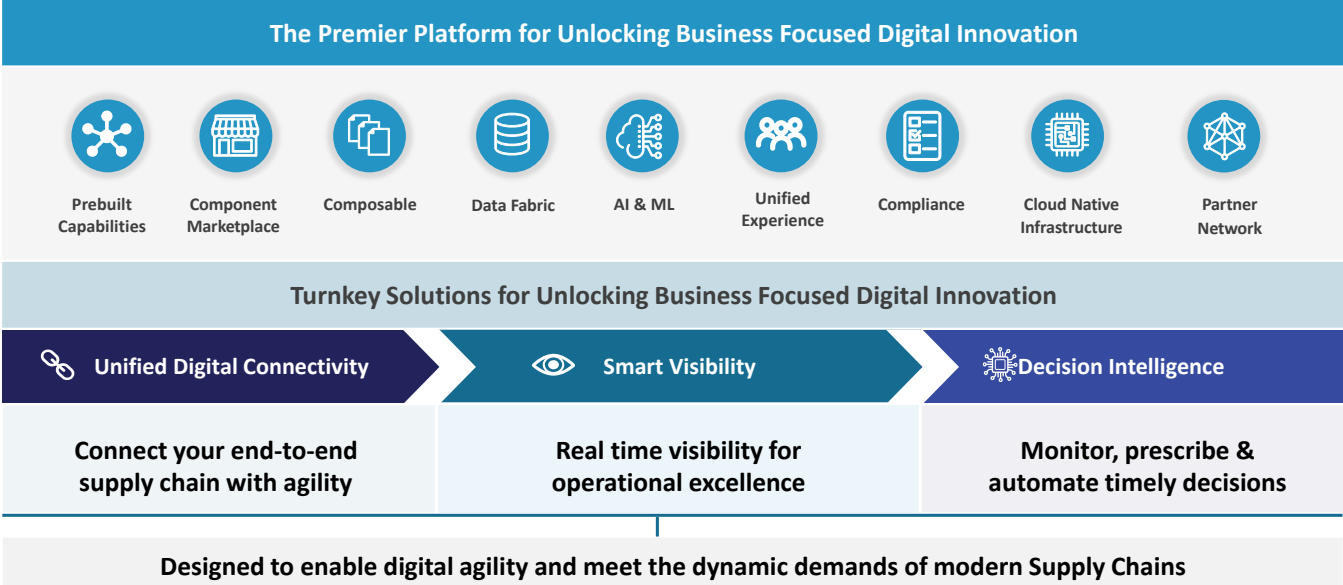 The Premier Platform for Unlocking Business Focused Digital Innovation
Prebuilt
Capabilities
Component
Marketplace
Composable
Data Fabric
AI & ML
Unified
Experience
Compliance
Cloud Native
Infrastructure
Partner
Network
Turnkey Solutions for Unlocking Business Focused Digital Innovation
Unified Digital Connectivity
Smart Visibility
Decision Intelligence
Connect your end-to-end
supply chain with agility
Real time visibility for
operational excellence
Monitor, prescribe &
automate timely decisions
Designed to enable digital agility and meet the dynamic demands of modern Supply Chains